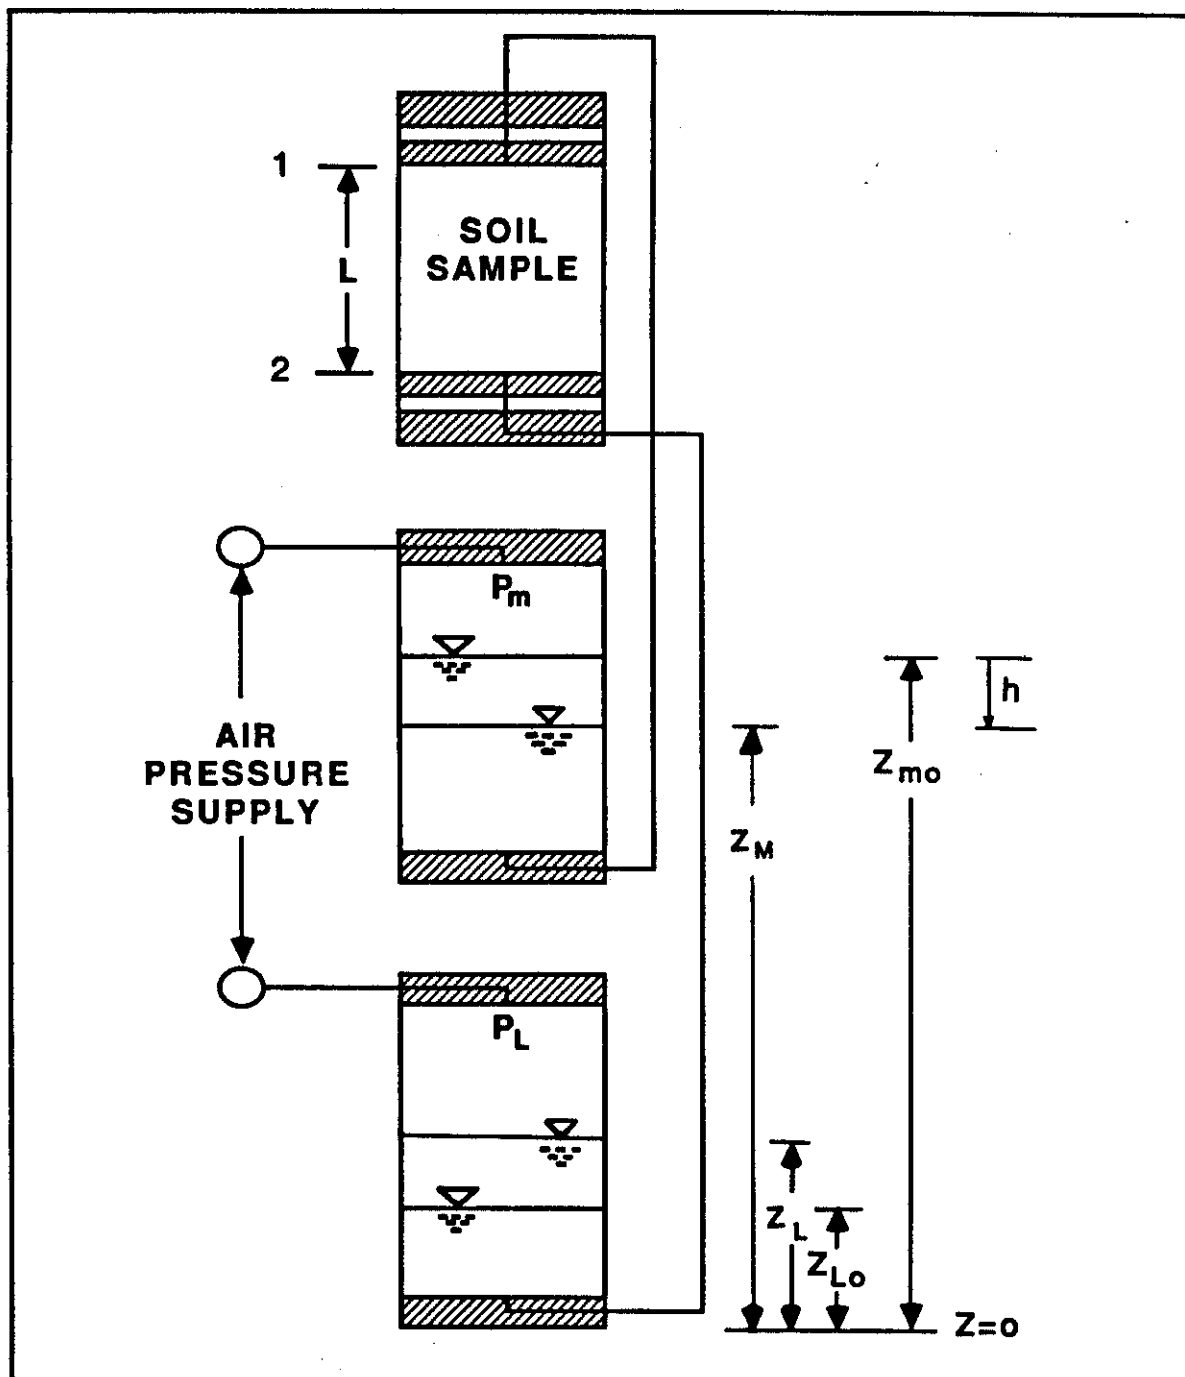 1
SOIL
SAMPLE
L
2
Pm
h
AIR
PRESSURE
SUPPLY
Zmo
ZM
PL
ZL
ZLo
Z=o